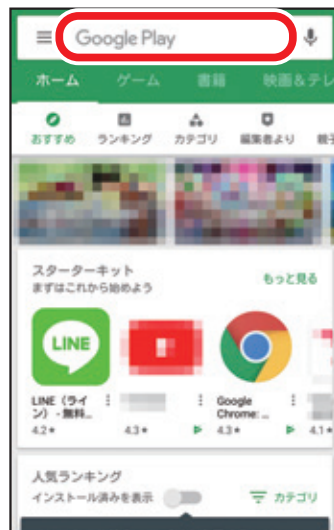 Google Play
ホーム ゲーム 書籍 映画＆テレ
おすすめ ランキング カテゴリ 編集者より 親子
スターターキット
まずはこれから始めよう
もっと見る
LINE
LINE（ライ
ン）- 無料...
4.2★
4.3★
Google
Chrome: ...
4.3★
4.1★
人気ランキング
インストール済みを表示
カテゴリ